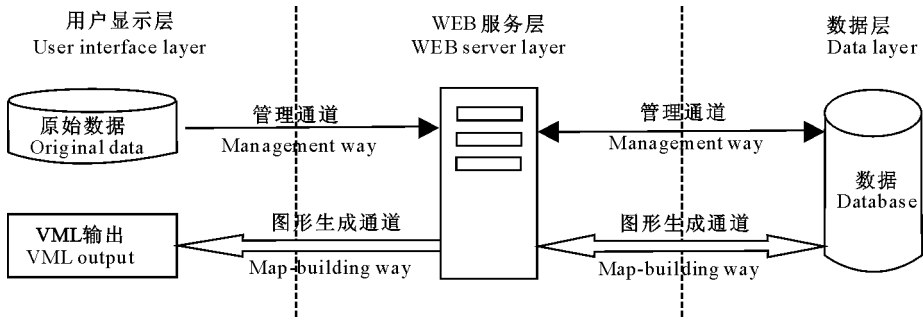 用户显示层
User interface layer
WEB 服务层
WEB server layer
数据层
Data layer
原始数据
Original data
管理通道
Management way
管理通道
Management way
数据
Database
VML输出
VML output
图形生成通道
Map-building way
图形生成通道
Map-building way